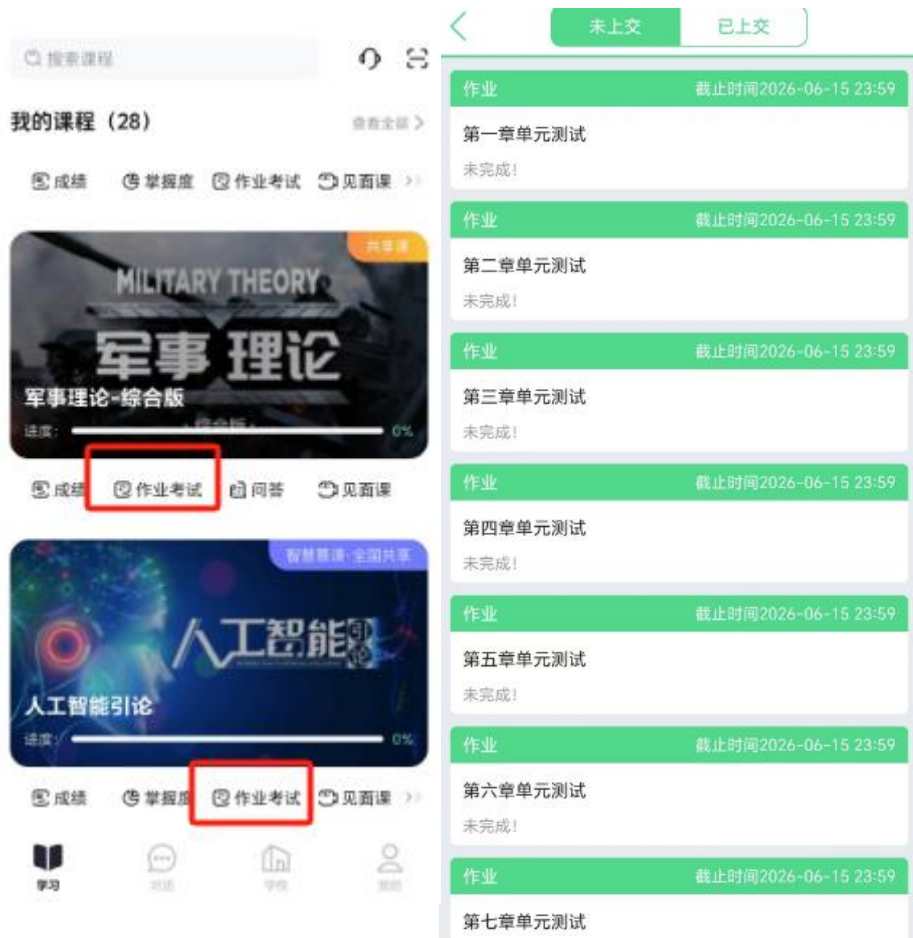 搜索课程
我的课程（28）
查看全部
成绩 掌握度 作业考试 见面课
共享课
MILITARY THEORY
军事 理论
综合版
军事理论-综合版
进度： 0%
成绩 作业考试 问答 见面课
智慧慕课·全国共享
人工智能引论
人工智能引论
进度： 0%
成绩 掌握度 作业考试 见面课
学习 对话 学校 我的
未上交 已上交
作业 截止时间2026-06-15 23:59
第一章单元测试
未完成!
作业 截止时间2026-06-15 23:59
第二章单元测试
未完成!
作业 截止时间2026-06-15 23:59
第三章单元测试
未完成!
作业 截止时间2026-06-15 23:59
第四章单元测试
未完成!
作业 截止时间2026-06-15 23:59
第五章单元测试
未完成!
作业 截止时间2026-06-15 23:59
第六章单元测试
未完成!
作业 截止时间2026-06-15 23:59
第七章单元测试